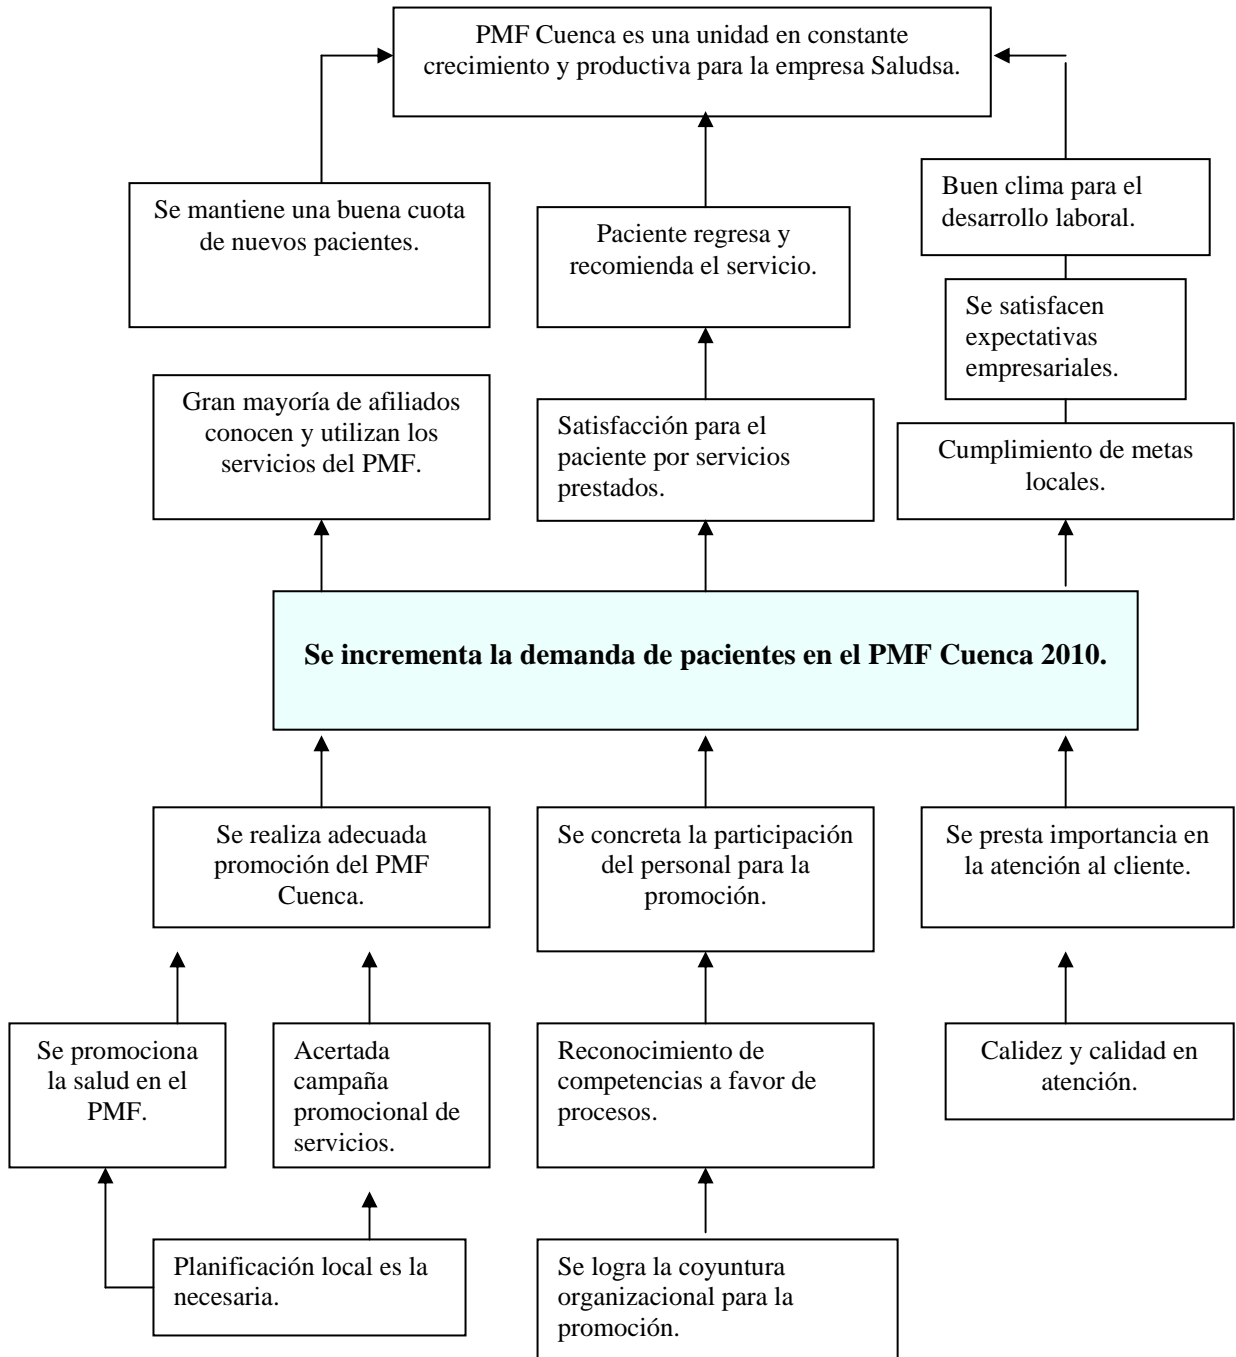 PMF Cuenca es una unidad en constante
crecimiento y productiva para la empresa Saludsa.
Se mantiene una buena cuota
de nuevos pacientes.
Paciente regresa y
recomienda el servicio.
Buen clima para el
desarrollo laboral.
Se satisfacen
expectativas
empresariales.
Gran mayoría de afiliados
conocen y utilizan los
servicios del PMF.
Satisfacción para el
paciente por servicios
prestados.
Cumplimiento de metas
locales.
Se incrementa la demanda de pacientes en el PMF Cuenca 2010.
Se realiza adecuada
promoción del PMF
Cuenca.
Se concreta la participación
del personal para la
promoción.
Se presta importancia en
la atención al cliente.
Se promociona
la salud en el
PMF.
Acertada
campaña
promocional de
servicios.
Reconocimiento de
competencias a favor de
procesos.
Calidez y calidad en
atención.
Planificación local es la
necesaria.
Se logra la coyuntura
organizacional para la
promoción.